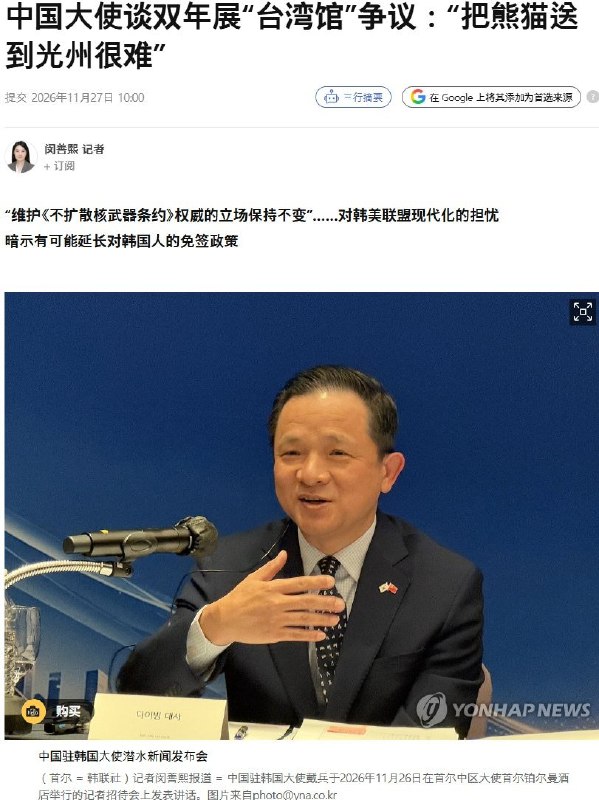 中国大使谈双年展“台湾馆”争议：“把熊猫送
到光州很难”
提交 2026年11月27日 10:00
三行摘要
在 Google 上将其添加为首选来源
?
闵善熙 记者
+ 订阅
“维护《不扩散核武器条约》权威的立场保持不变”……对韩美联盟现代化的担忧
暗示有可能延长对韩国人的免签政策
다이빙 대사
购买
YONHAP NEWS
中国驻韩国大使潜水新闻发布会
（首尔 = 韩联社）记者闵善熙报道 = 中国驻韩国大使戴兵于2026年11月26日在首尔中区大使首尔铂尔曼酒
店举行的记者招待会上发表讲话。图片来自photo@yna.co.kr